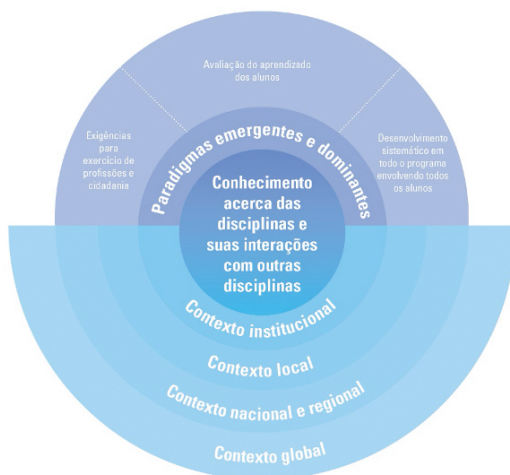 Avaliação do aprendizado
dos alunos
Exigências
para
exercício de
profissões e
cidadania
Paradigmas emergentes e dominantes
Desenvolvimento
sistemático em
todo o programa
envolvendo todos
os alunos
Conhecimento
acerca das
disciplinas e
suas interações
com outras
disciplinas
Contexto institucional
Contexto local
Contexto nacional e regional
Contexto global